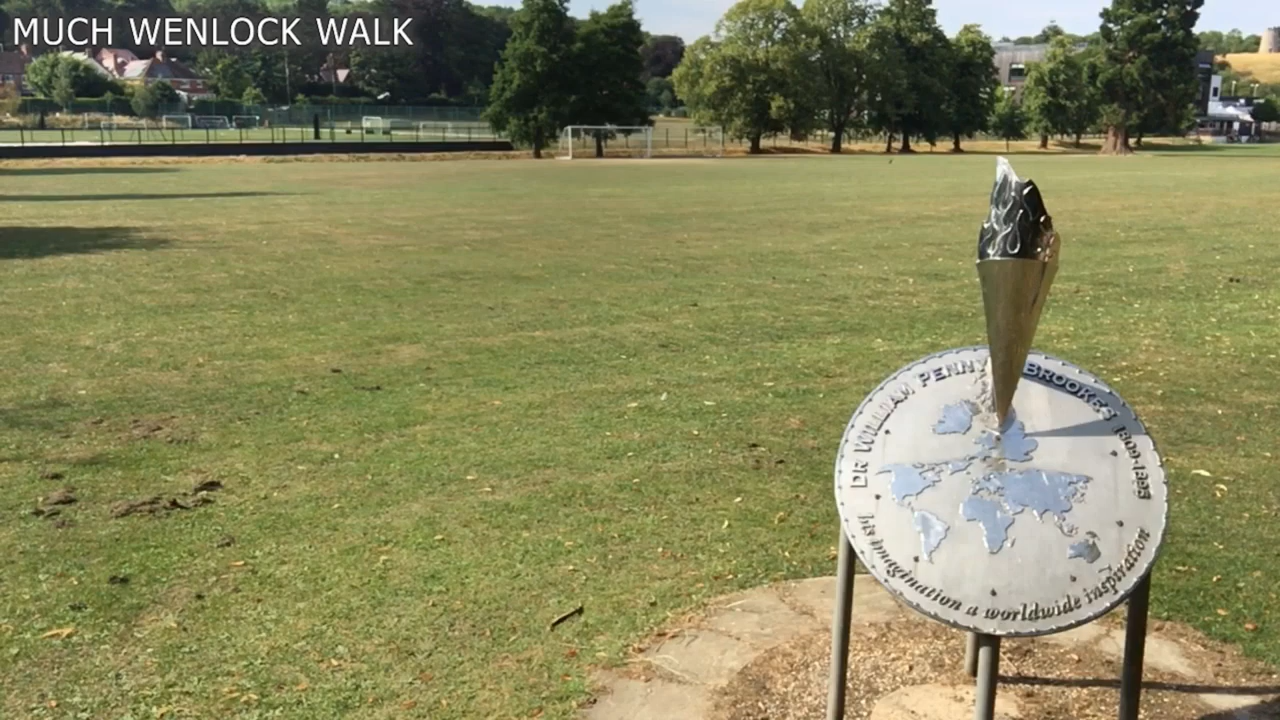 MUCH WENLOCK WALK
DR WILLIAM PENNY BROOKES 1809-1895
his imagination a worldwide inspiration